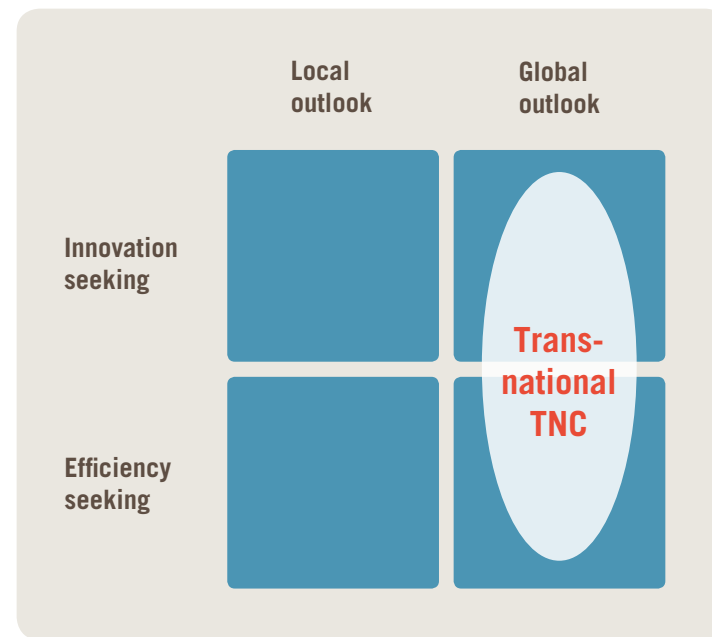 Local
outlook
Global
outlook
Innovation
seeking
Trans-
national
TNC
Efficiency
seeking